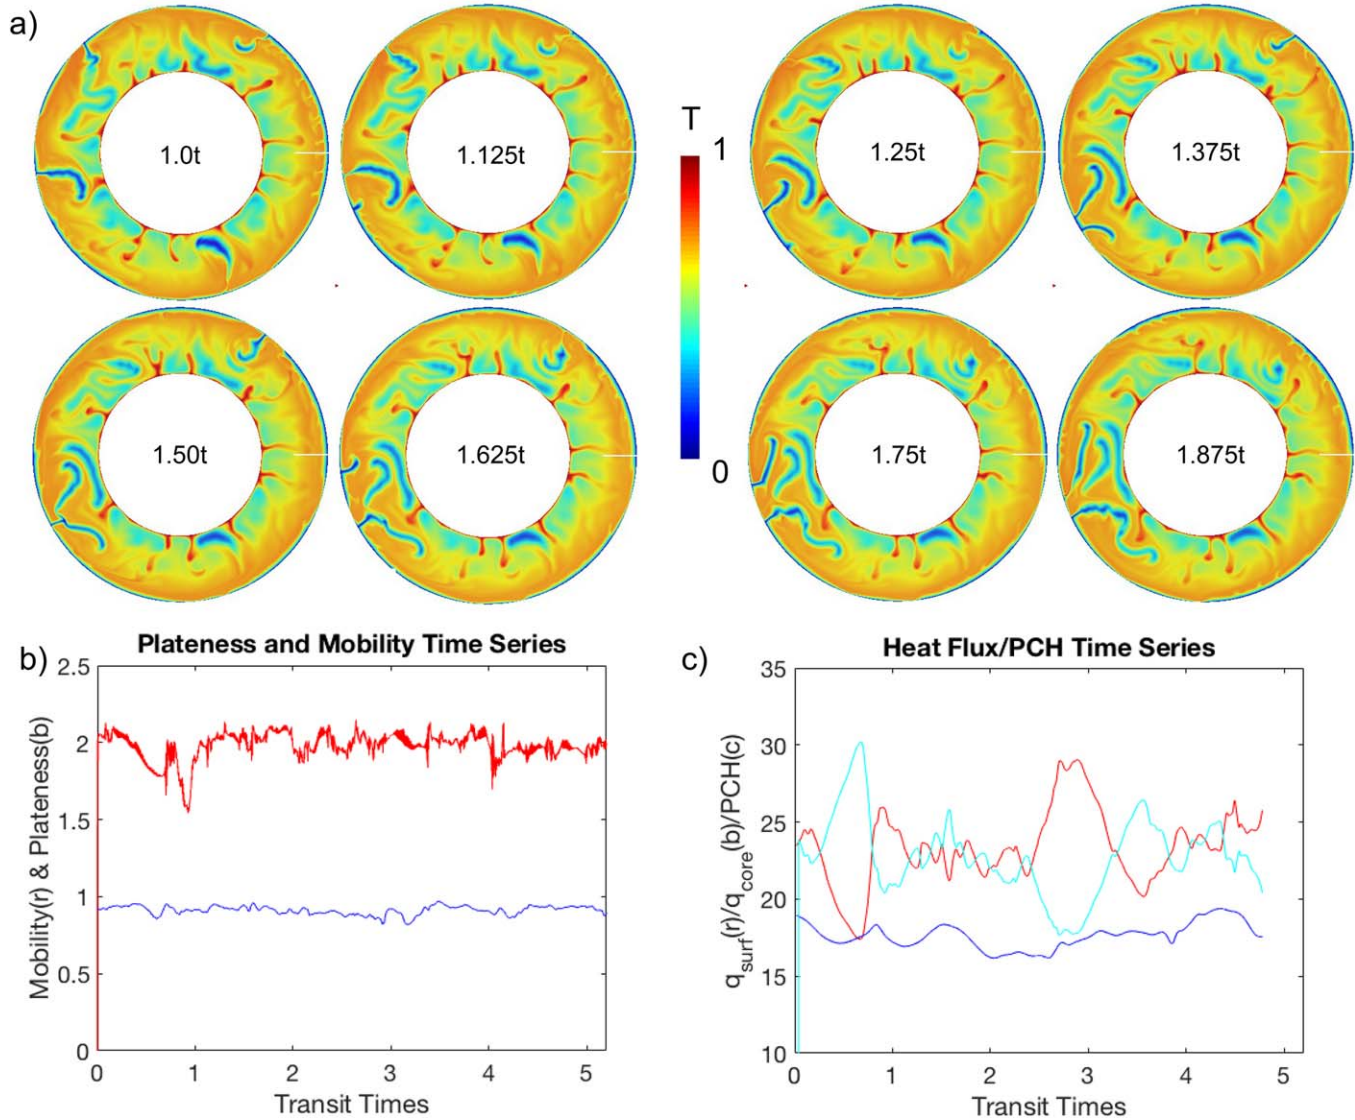 a)
1.0t
1.125t
1.25t
1.375t
T
1
0
1.50t
1.625t
1.75t
1.875t
b)
Plateness and Mobility Time Series
Mobility(r) & Plateness(b)
2.5
2
1.5
1
0.5
0
0 1 2 3 4 5
Transit Times
c)
Heat Flux/PCH Time Series
qsurf(r)/qcore(b)/PCH(c)
35
30
25
20
15
10
0 1 2 3 4 5
Transit Times